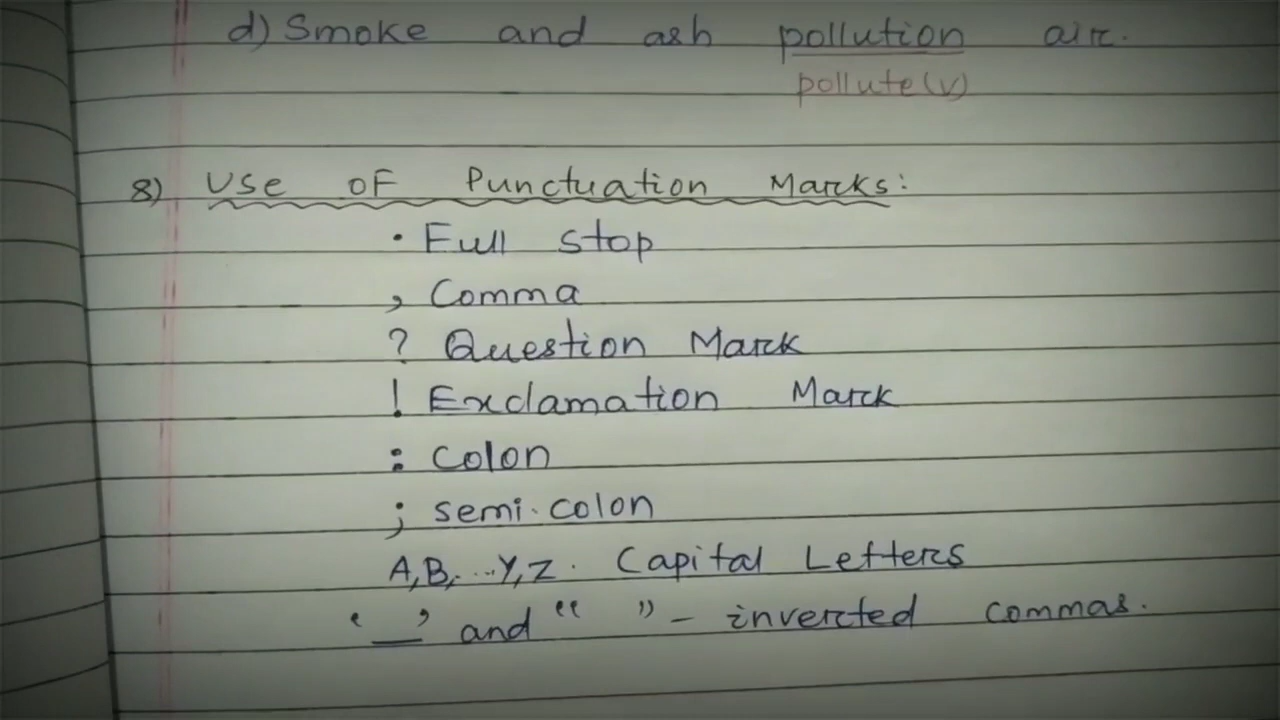 d) Smoke and ash pollution air.
pollute (v)
8) Use of Punctuation Marks:
. Full stop
, Comma
? Question Mark
! Exclamation Mark
: Colon
; semi-colon
A, B, ... Y, Z. Capital Letters
‘__’ and “ ” - inverted commas.